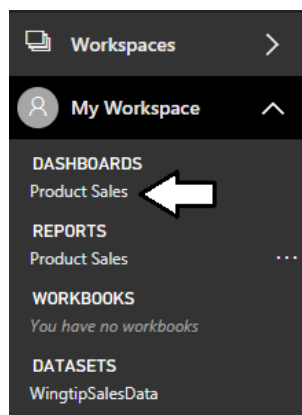 Workspaces
My Workspace
DASHBOARDS
Product Sales
REPORTS
Product Sales
WORKBOOKS
You have no workbooks
DATASETS
WingtipSalesData